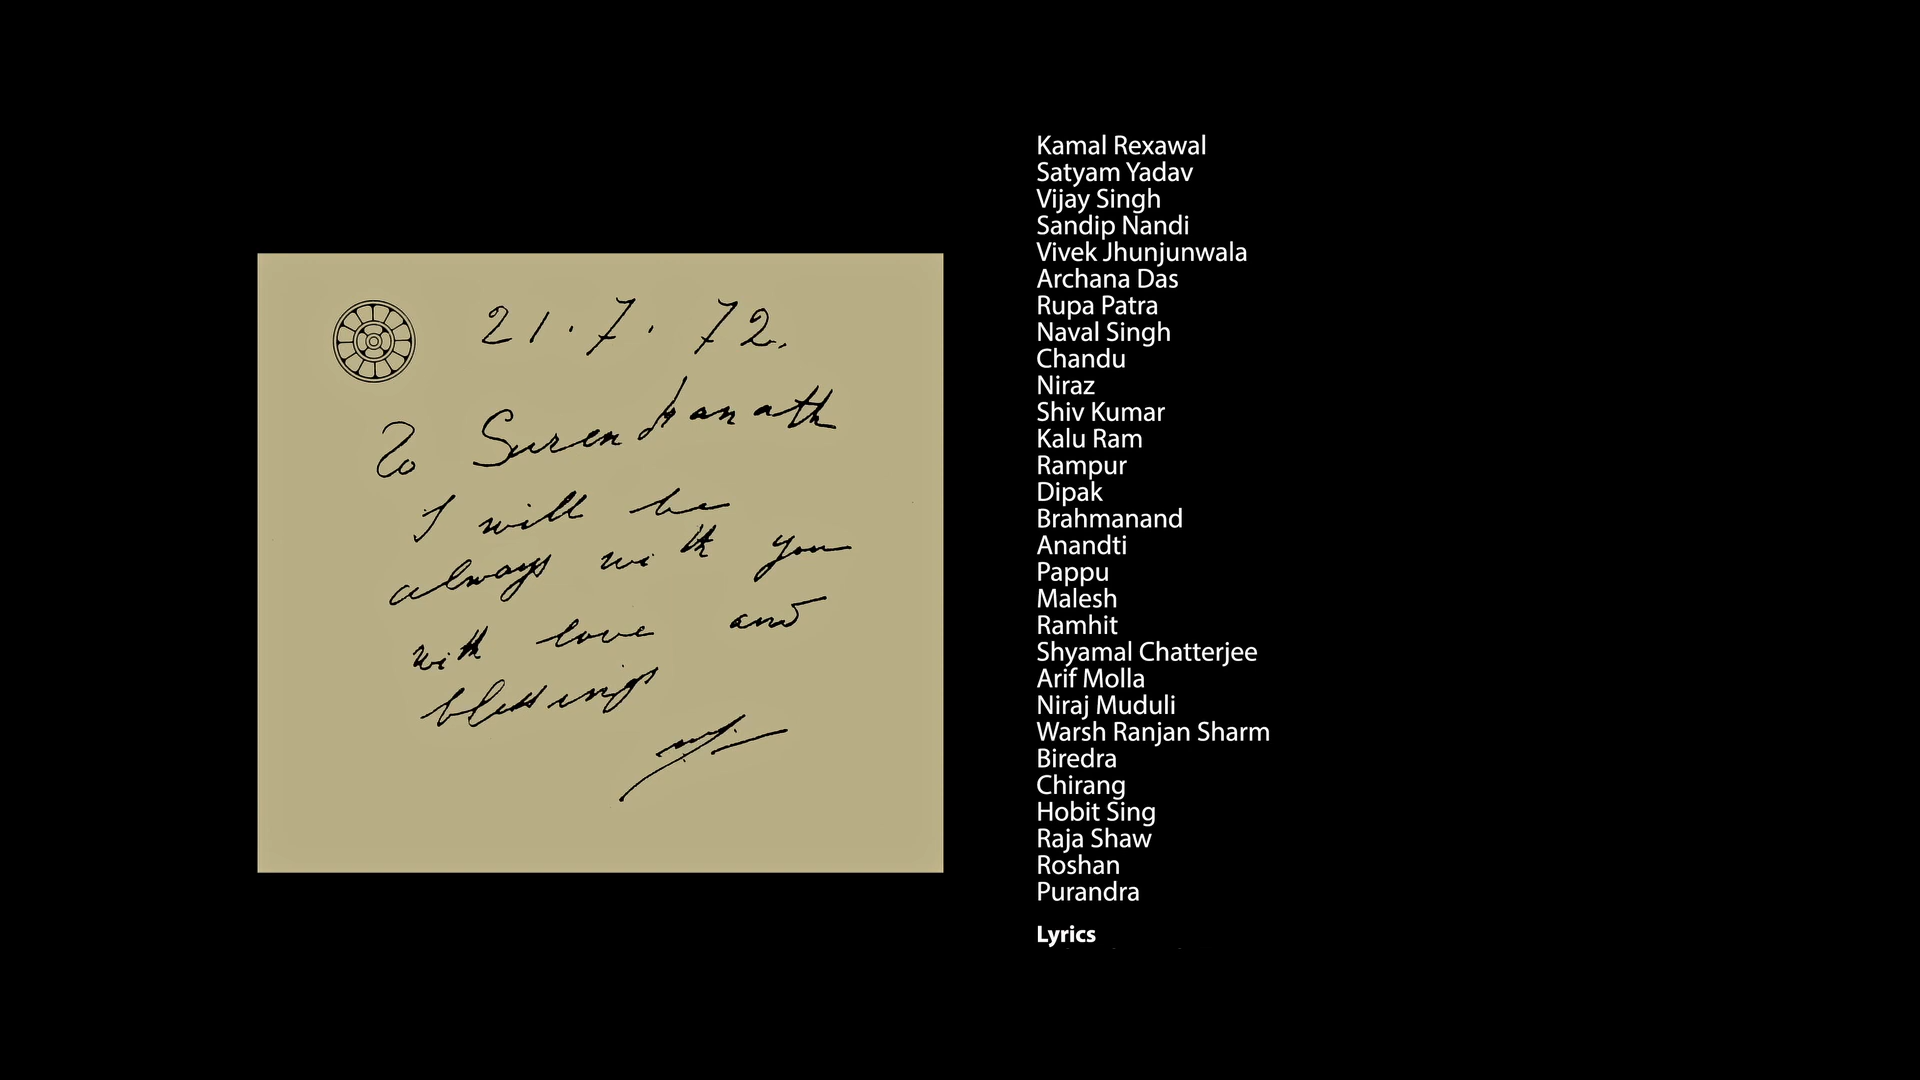 21.7.72.
To Surendranath
I will be
always with you
with love and
blessings
Kamal Rexawal
Satyam Yadav
Vijay Singh
Sandip Nandi
Vivek Jhunjunwala
Archana Das
Rupa Patra
Naval Singh
Chandu
Niraz
Shiv Kumar
Kalu Ram
Rampur
Dipak
Brahmanand
Anandti
Pappu
Malesh
Ramhit
Shyamal Chatterjee
Arif Molla
Niraj Muduli
Warsh Ranjan Sharm
Biredra
Chirang
Hobit Sing
Raja Shaw
Roshan
Purandra
Lyrics